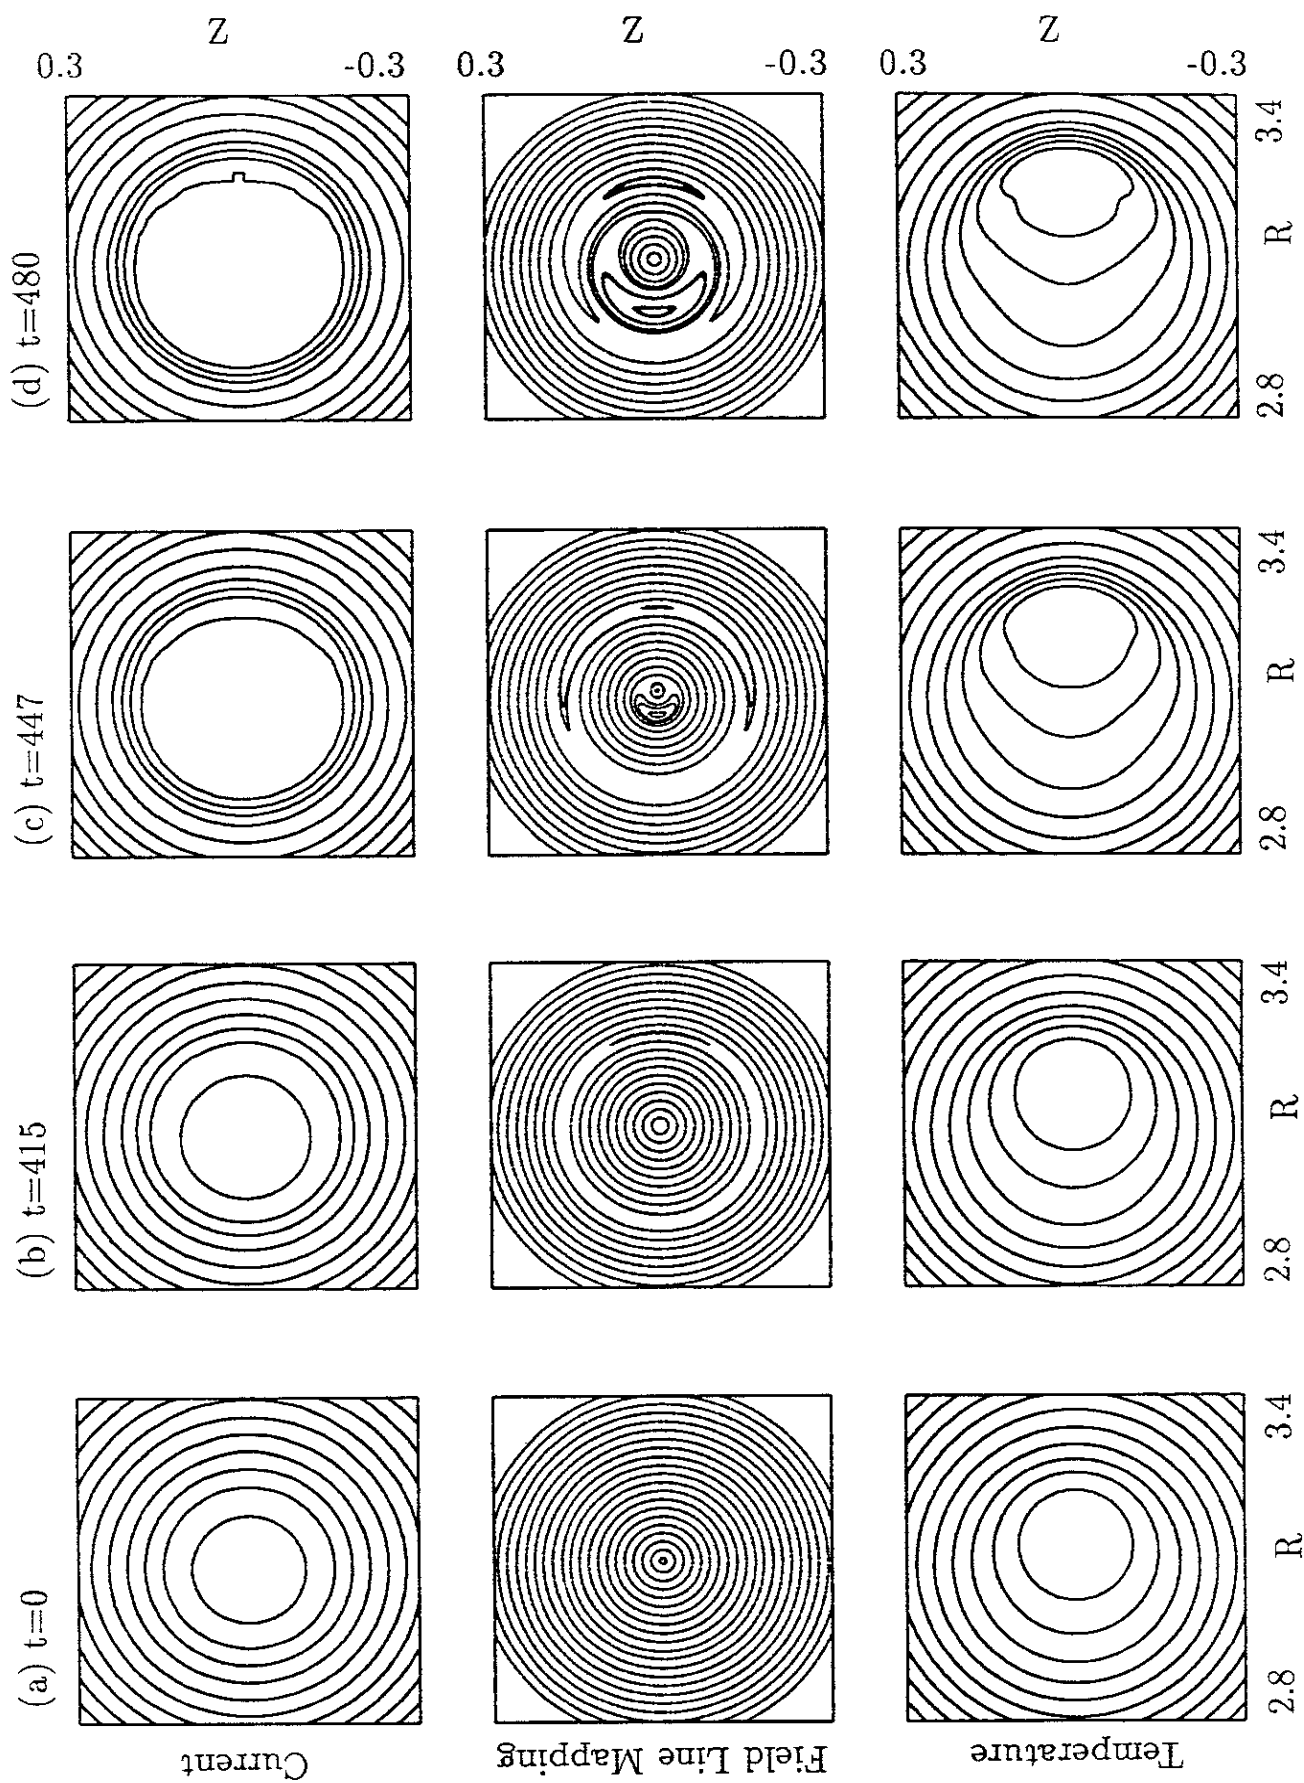 (a) t=0
(b) t=415
(c) t=447
(d) t=480
Current
0.3
Z
-0.3
Field Line Mapping
0.3
Z
-0.3
Temperature
0.3
Z
-0.3
2.8 R 3.4
2.8 R 3.4
2.8 R 3.4
2.8 R 3.4